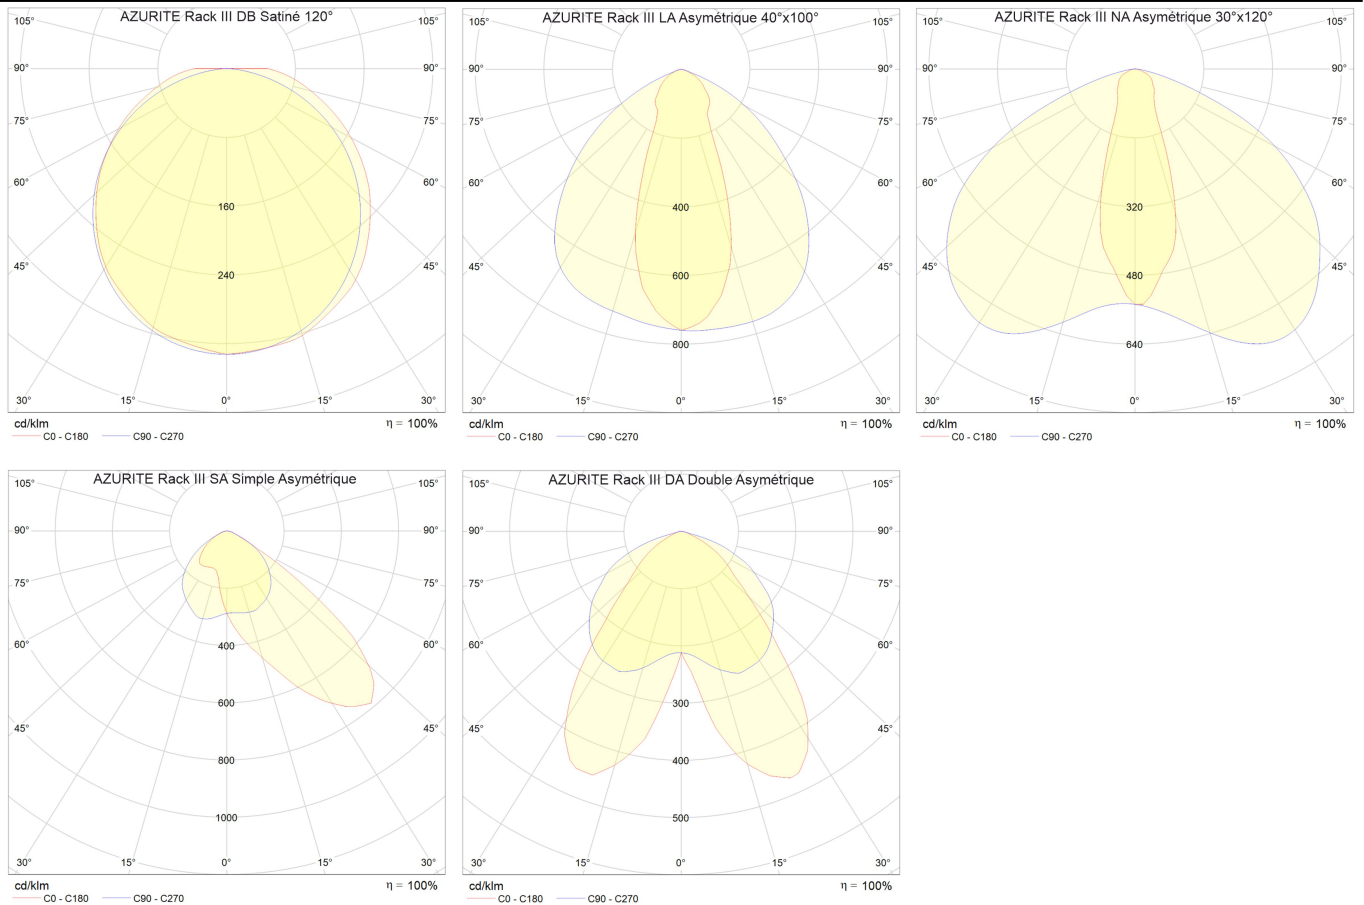 AZURITE Rack III DB Satiné 120°
105° 105°
90° 90°
75° 75°
60° 60°
160
45° 240 45°
30° 15° 0° 15° 30°
cd/klm η = 100%
C0 - C180 C90 - C270
AZURITE Rack III LA Asymétrique 40°x100°
105° 105°
90° 90°
75° 75°
60° 60°
400
45° 600 45°
800
30° 15° 0° 15° 30°
cd/klm η = 100%
C0 - C180 C90 - C270
AZURITE Rack III NA Asymétrique 30°x120°
105° 105°
90° 90°
75° 75°
60° 60°
320
45° 480 45°
640
30° 15° 0° 15° 30°
cd/klm η = 100%
C0 - C180 C90 - C270
AZURITE Rack III SA Simple Asymétrique
105° 105°
90° 90°
75° 75°
60° 400 60°
600
45° 45°
800
1000
30° 15° 0° 15° 30°
cd/klm η = 100%
C0 - C180 C90 - C270
AZURITE Rack III DA Double Asymétrique
105° 105°
90° 90°
75° 75°
60° 60°
300
45° 45°
400
500
30° 15° 0° 15° 30°
cd/klm η = 100%
C0 - C180 C90 - C270